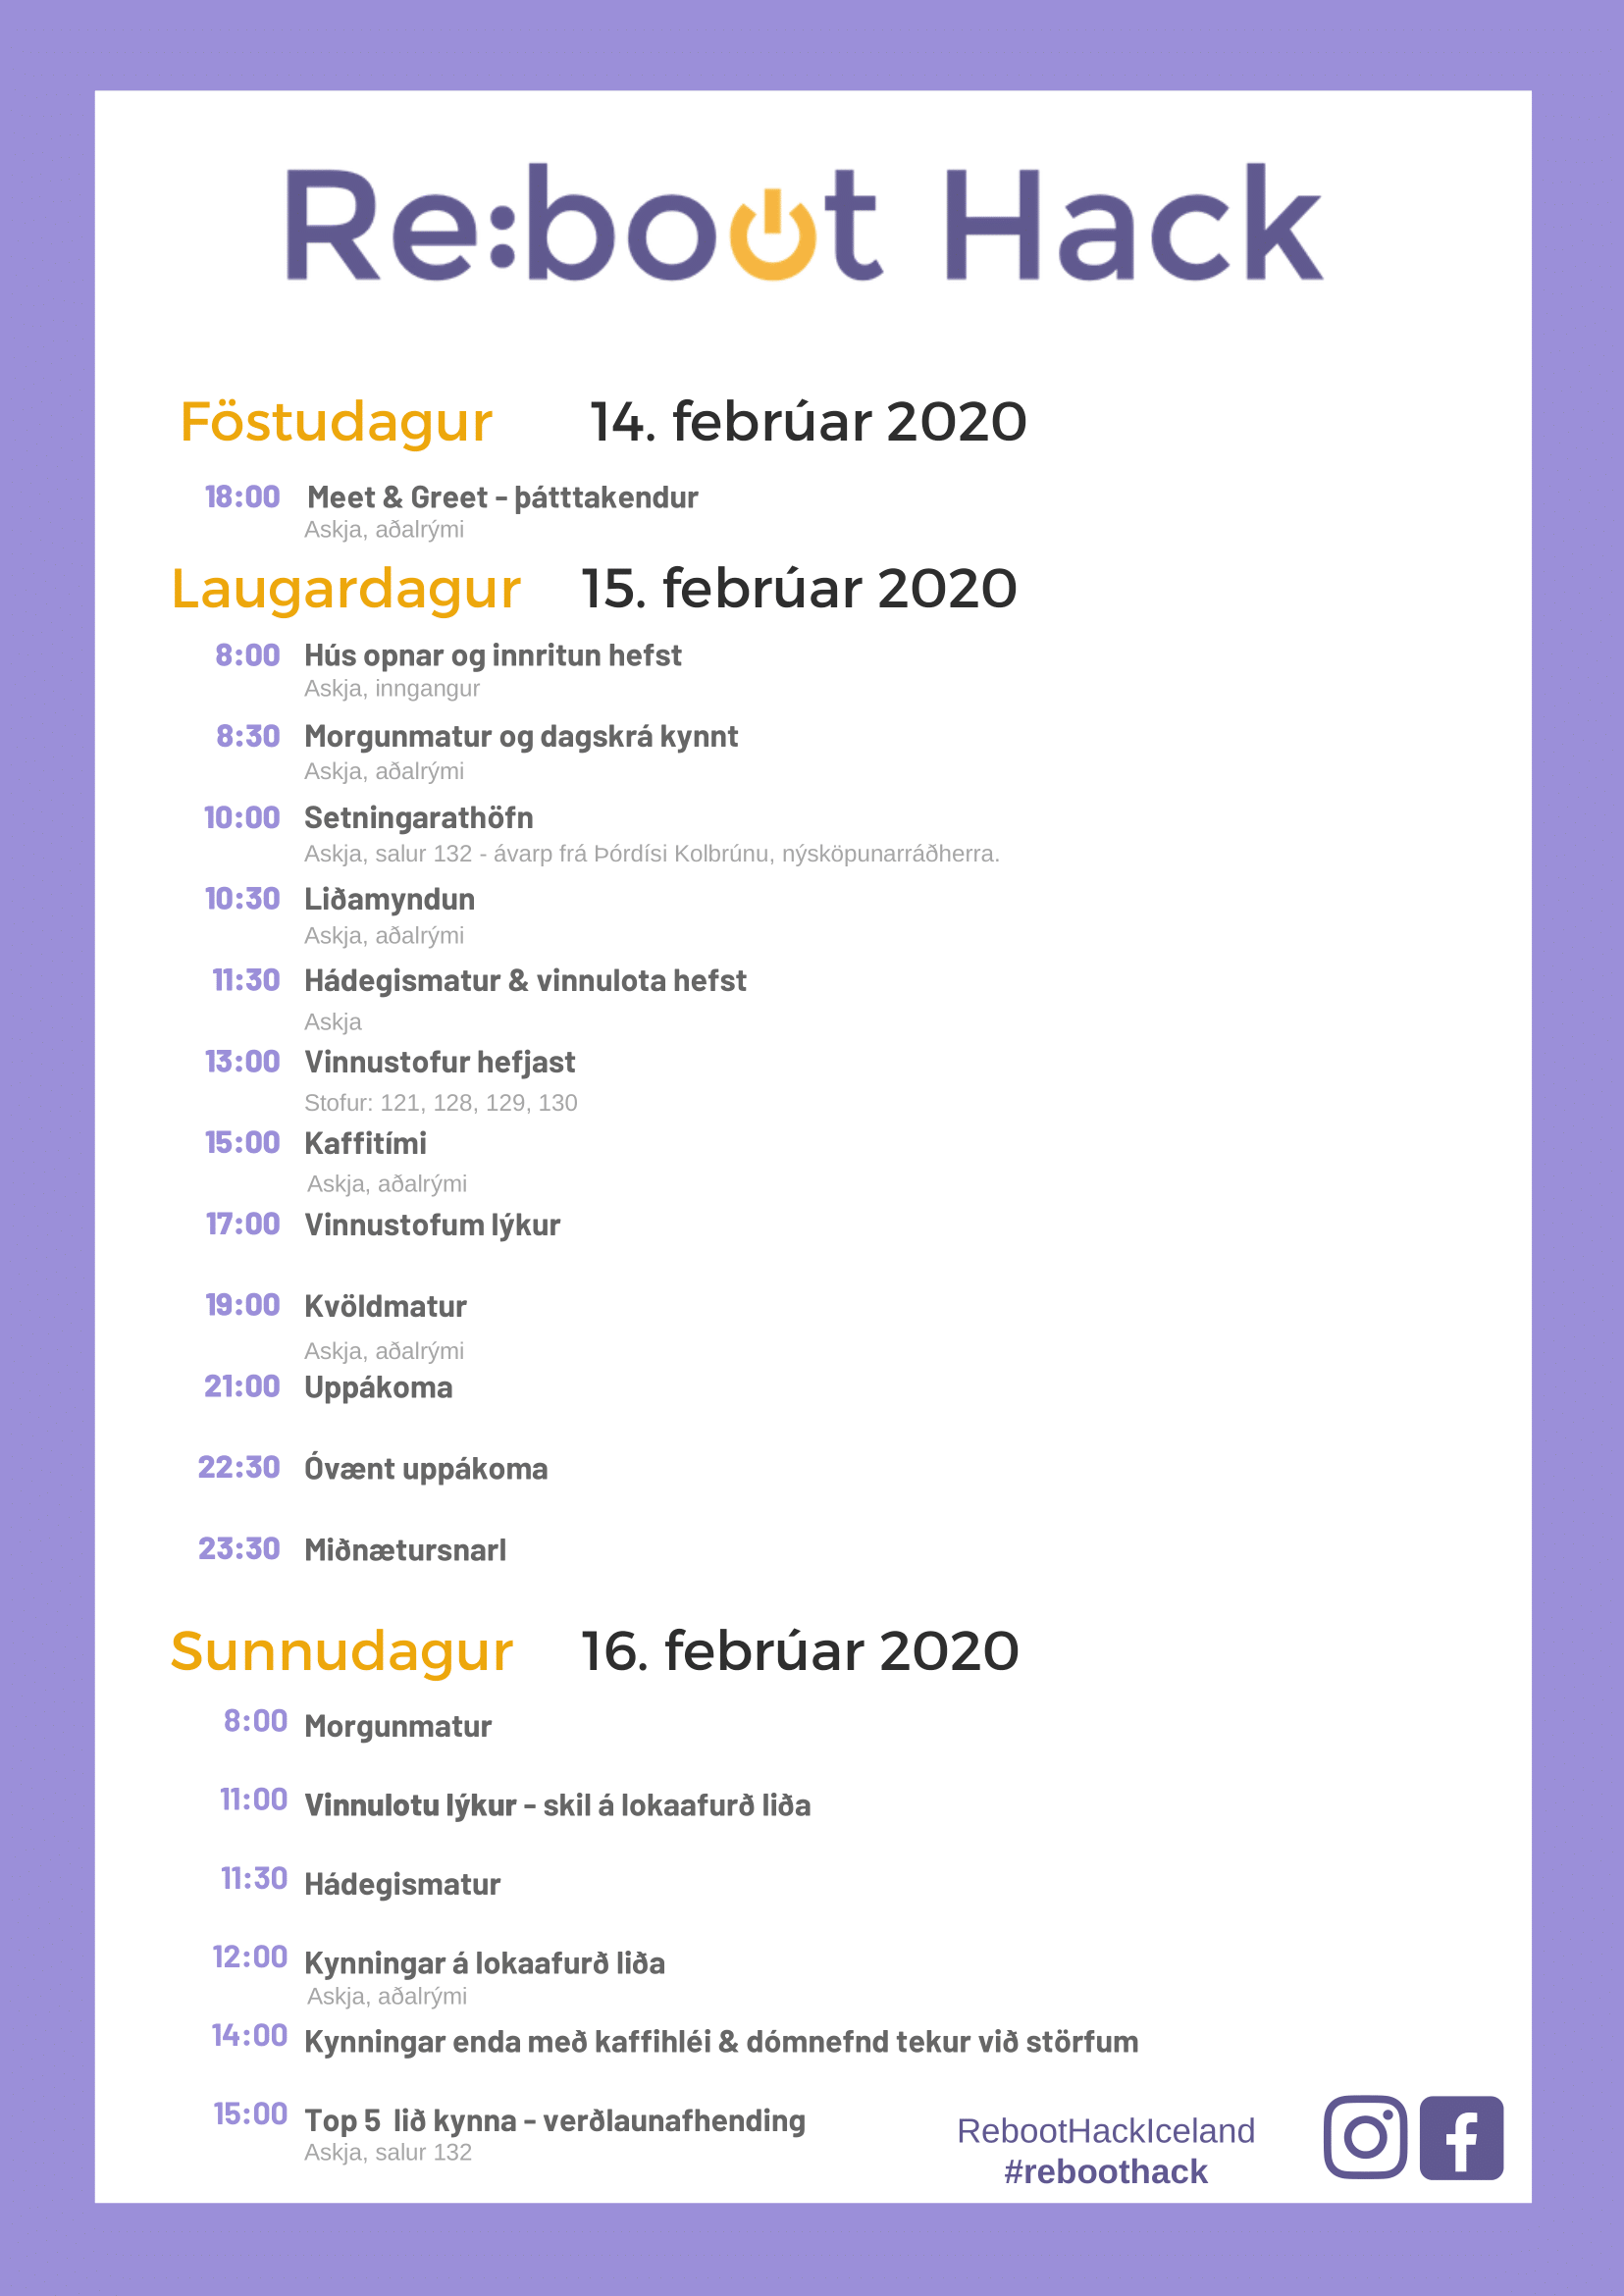 Re:boot Hack
Föstudagur 14. febrúar 2020
18:00 Meet & Greet - þátttakendur
Askja, aðalrými
Laugardagur 15. febrúar 2020
8:00 Hús opnar og innritun hefst
Askja, inngangur
8:30 Morgunmatur og dagskrá kynnt
Askja, aðalrými
10:00 Setningarathöfn
Askja, salur 132 - ávarp frá Þórdísi Kolbrúnu, nýsköpunarráðherra.
10:30 Liðamyndun
Askja, aðalrými
11:30 Hádegismatur & vinnulota hefst
Askja
13:00 Vinnustofur hefjast
Stofur: 121, 128, 129, 130
15:00 Kaffitími
Askja, aðalrými
17:00 Vinnustofum lýkur
19:00 Kvöldmatur
Askja, aðalrými
21:00 Uppákoma
22:30 Óvænt uppákoma
23:30 Miðnætursnarl
Sunnudagur 16. febrúar 2020
8:00 Morgunmatur
11:00 Vinnulotu lýkur - skil á lokaafurð liða
11:30 Hádegismatur
12:00 Kynningar á lokaafurð liða
Askja, aðalrými
14:00 Kynningar enda með kaffihléi & dómnefnd tekur við störfum
15:00 Top 5 lið kynna - verðlaunafhending
Askja, salur 132
RebootHackIceland
#reboothack